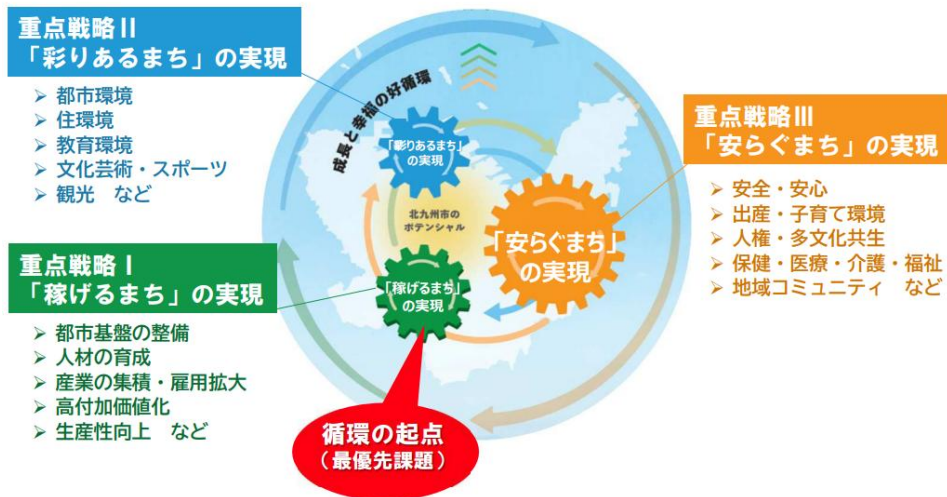 重点戦略Ⅱ
「彩りあるまち」の実現
➢ 都市環境
➢ 住環境
➢ 教育環境
➢ 文化芸術・スポーツ
➢ 観光　など
重点戦略Ⅰ
「稼げるまち」の実現
➢ 都市基盤の整備
➢ 人材の育成
➢ 産業の集積・雇用拡大
➢ 高付加価値化
➢ 生産性向上　など
成長と幸福の好循環
「彩りあるまち」
の実現
北九州市の
ポテンシャル
「安らぐまち」
の実現
「稼げるまち」
の実現
循環の起点
（最優先課題）
重点戦略Ⅲ
「安らぐまち」の実現
➢ 安全・安心
➢ 出産・子育て環境
➢ 人権・多文化共生
➢ 保健・医療・介護・福祉
➢ 地域コミュニティ　など